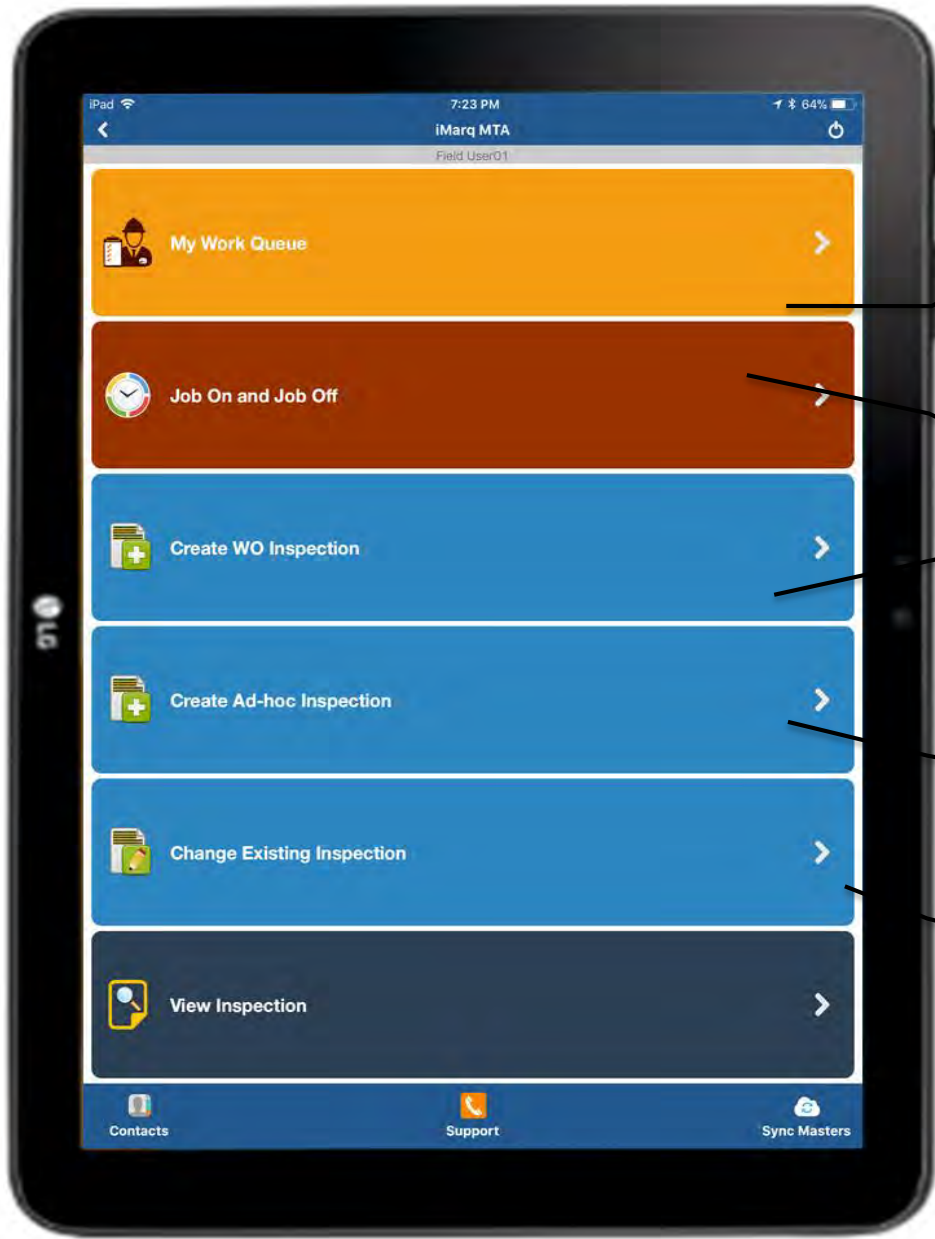 iPad 7:23 PM 64%
iMarq MTA
Field User01
My Work Queue
Job On and Job Off
Create WO Inspection
Create Ad-hoc Inspection
Change Existing Inspection
View Inspection
Contacts Support Sync Masters
LG